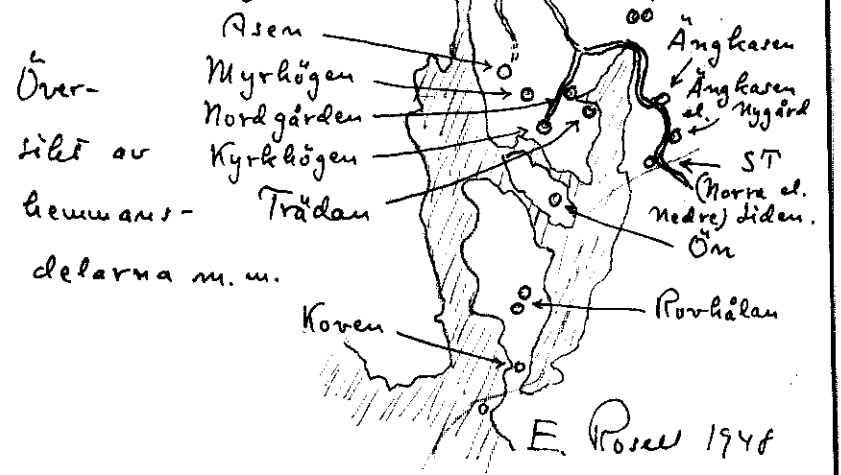 Över-
sikt av
hemmans-
delarna m.m.
Åsen
Myrhögen
Nordgården
Kyrkhögen
Trädan
Koven
Ängkasen
Ängkasen
el. Nygård
ST
(Norra el.
Nedre) Liden.
Ön
Rovhålan
E. Rosell 1948